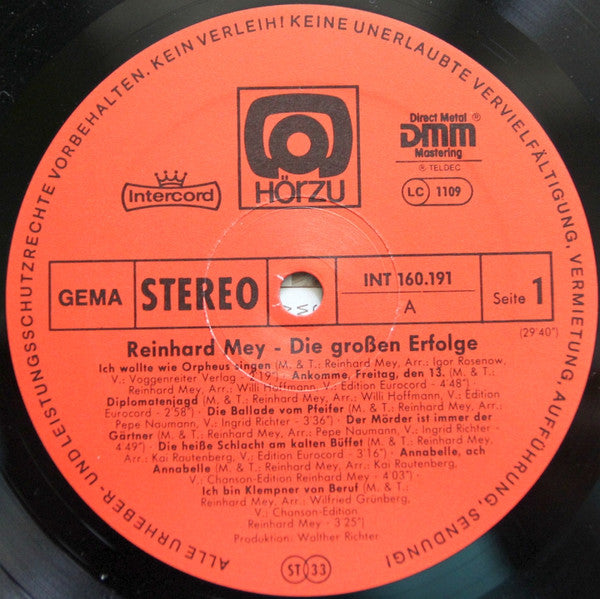 ALLE URHEBER- UND LEISTUNGSSCHUTZRECHTE VORBEHALTEN. KEIN VERLEIH! KEINE UNERLAUBTE VERVIELFÄLTIGUNG, VERMIETUNG, AUFFÜHRUNG, SENDUNG!
HÖRZU
Intercord
Direct Metal ®
DMM
Mastering
℗ TELDEC
LC 1109
GEMA
STEREO
INT 160.191
A
Seite 1
(29'40")
Reinhard Mey - Die großen Erfolge
Ich wollte wie Orpheus singen (M. & T.: Reinhard Mey, Arr.: Igor Rosenow,
V.: Voggenreiter Verlag - 4'19") · Ankomme, Freitag, den 13. (M. & T.:
Reinhard Mey, Arr.: Willi Hoffmann, V.: Edition Eurocord - 4'48") ·
Diplomatenjagd (M. & T.: Reinhard Mey, Arr.: Willi Hoffmann, V.: Edition
Eurocord - 2'58") · Die Ballade vom Pfeifer (M. & T.: Reinhard Mey, Arr.:
Pepe Naumann, V.: Ingrid Richter - 3'36") · Der Mörder ist immer der
Gärtner (M. & T.: Reinhard Mey, Arr.: Pepe Naumann, V.: Ingrid Richter -
4'49") · Die heiße Schlacht am kalten Büffet (M. & T.: Reinhard Mey,
Arr.: Kai Rautenberg, V.: Edition Eurocord - 3'16") · Annabelle, ach
Annabelle (M. & T.: Reinhard Mey, Arr.: Kai Rautenberg,
V.: Chanson-Edition Reinhard Mey - 4'03") ·
Ich bin Klempner von Beruf (M. & T.:
Reinhard Mey, Arr.: Wilfried Grünberg,
V.: Chanson-Edition
Reinhard Mey - 3'25")
Produktion: Walther Richter
ST 33